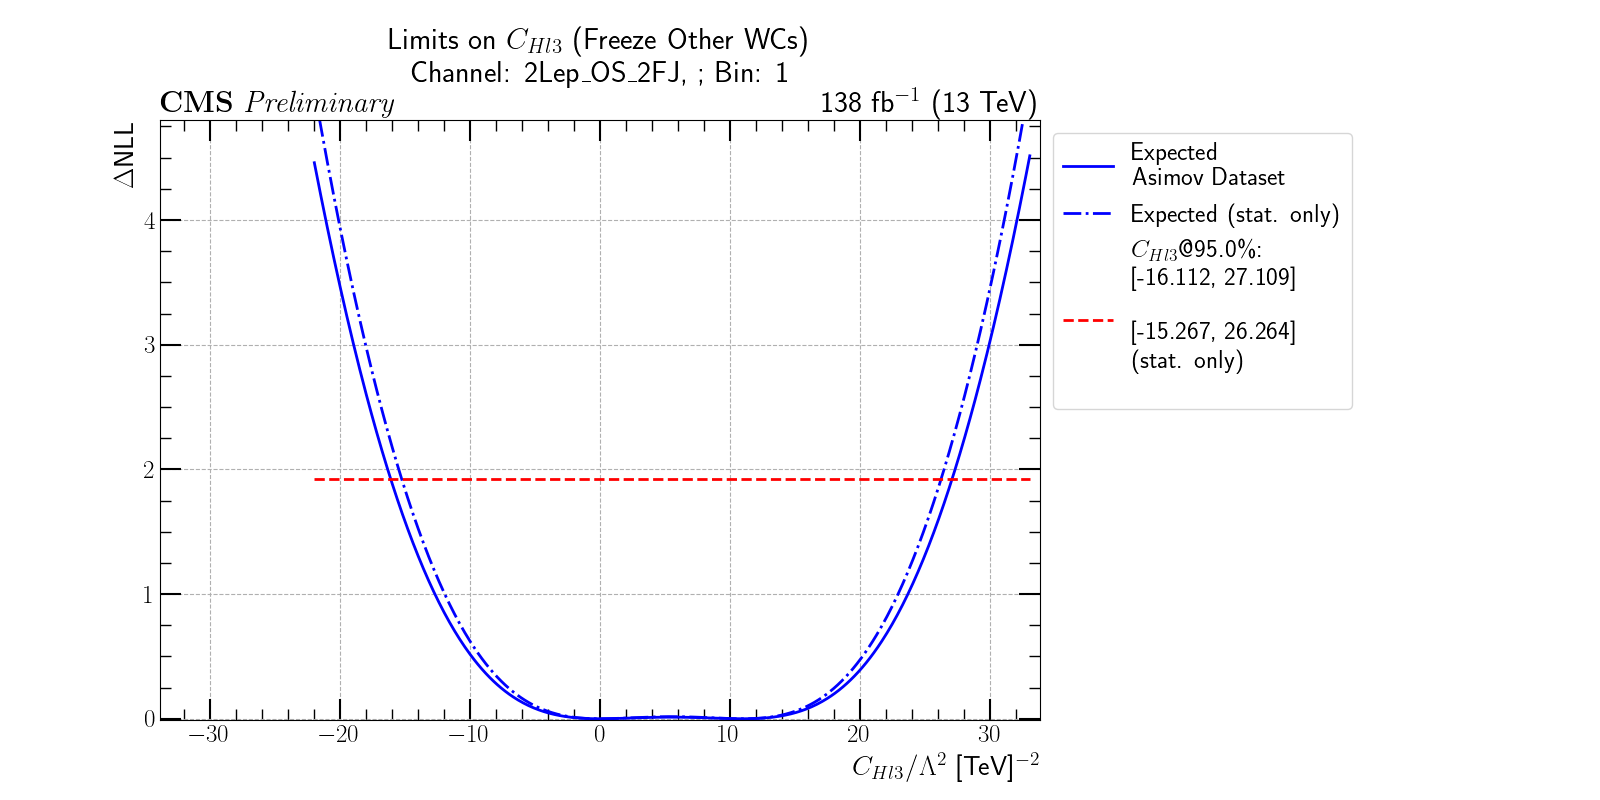 Limits on C_{Hl3} (Freeze Other WCs)
Channel: 2Lep_OS_2FJ, ; Bin: 1
CMS Preliminary 138 fb⁻¹ (13 TeV)
ΔNLL
4
3
2
1
0
−30 −20 −10 0 10 20 30
C_{Hl3}/Λ² [TeV]⁻²
Expected
Asimov Dataset
Expected (stat. only)
C_{Hl3}@95.0%:
[-16.112, 27.109]
[-15.267, 26.264]
(stat. only)